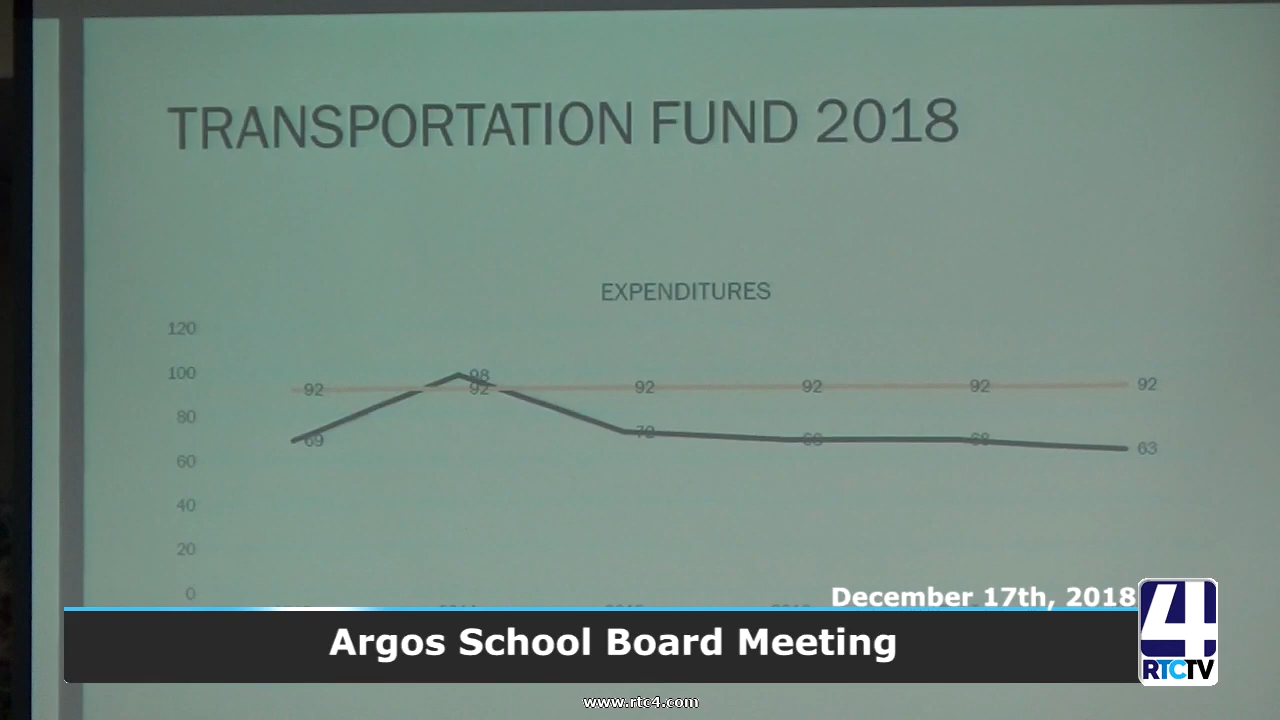 TRANSPORTATION FUND 2018
EXPENDITURES
120
100
80
60
40
20
0
92 92 92 92 92 92
69 98 63
December 17th, 2018
Argos School Board Meeting
4
RTCTV
www.rtc4.com